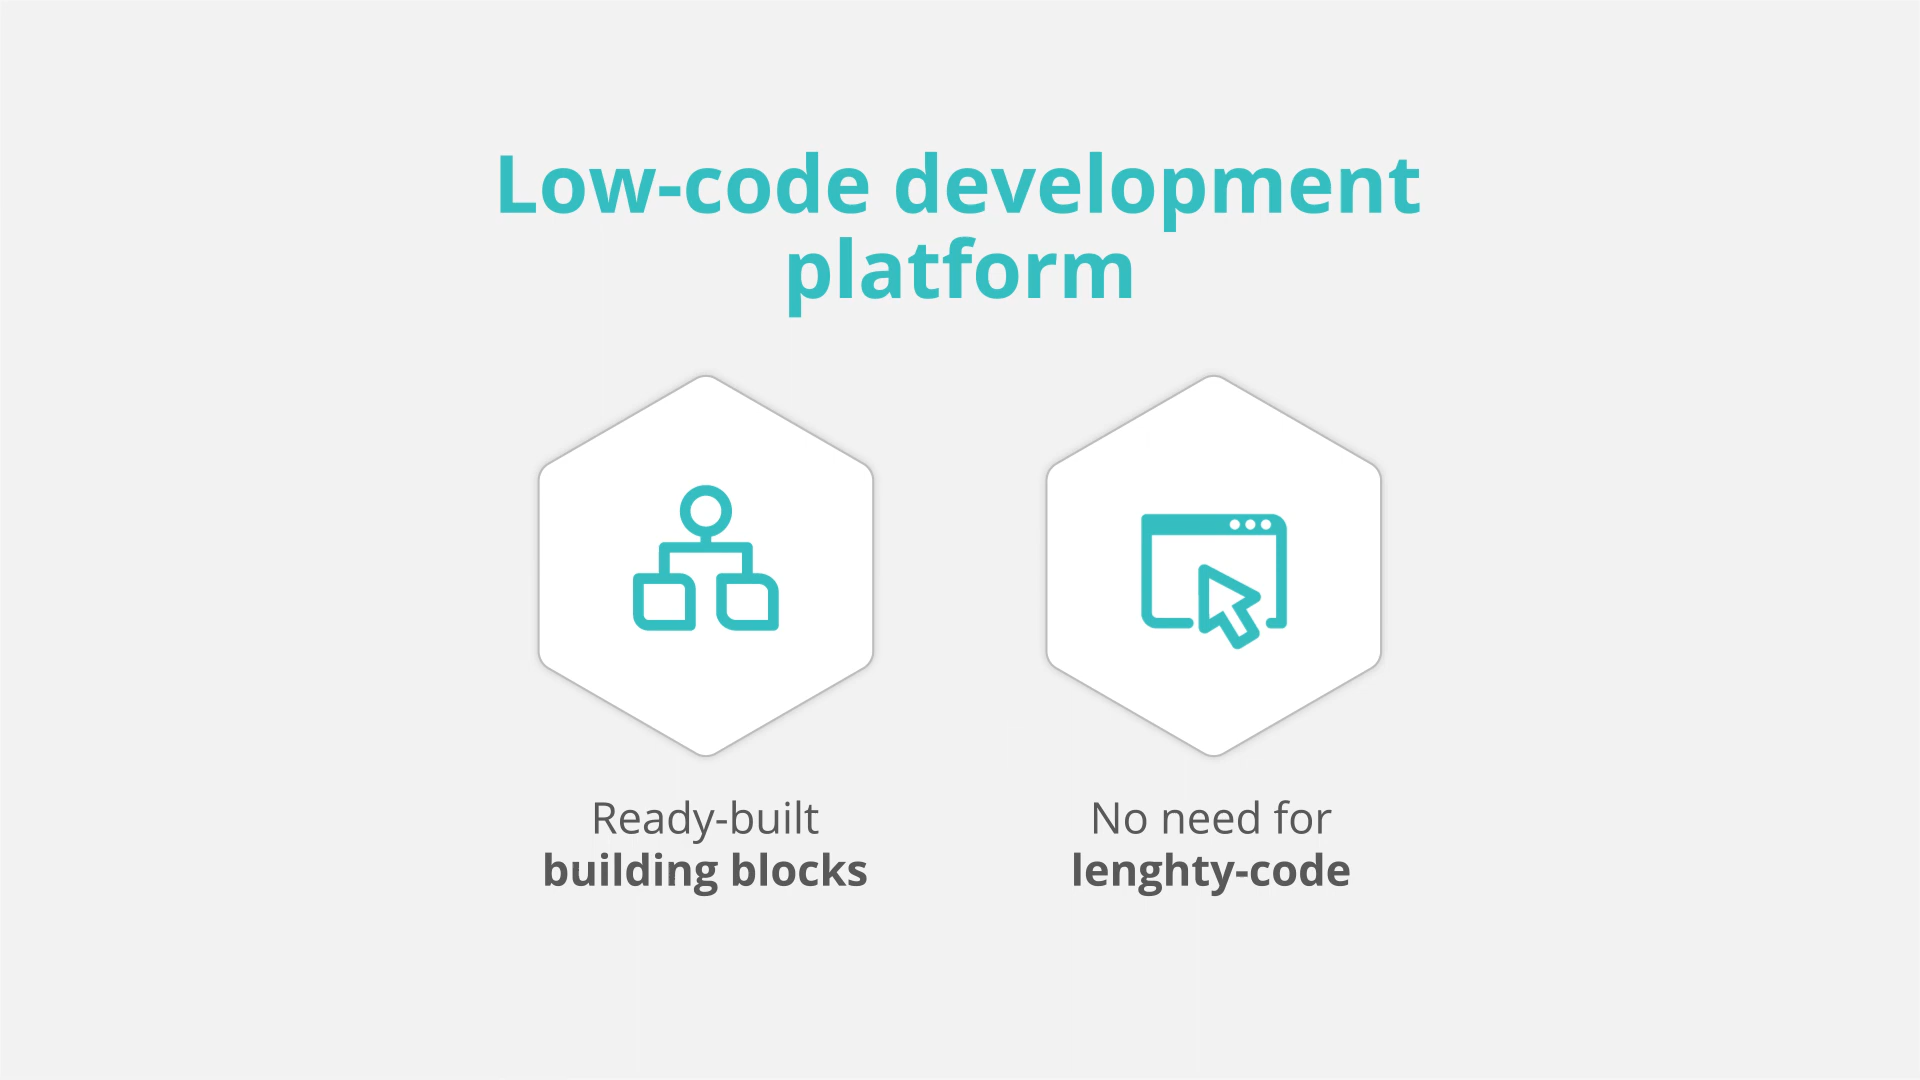 Low-code development
platform
Ready-built
building blocks
No need for
lenghty-code